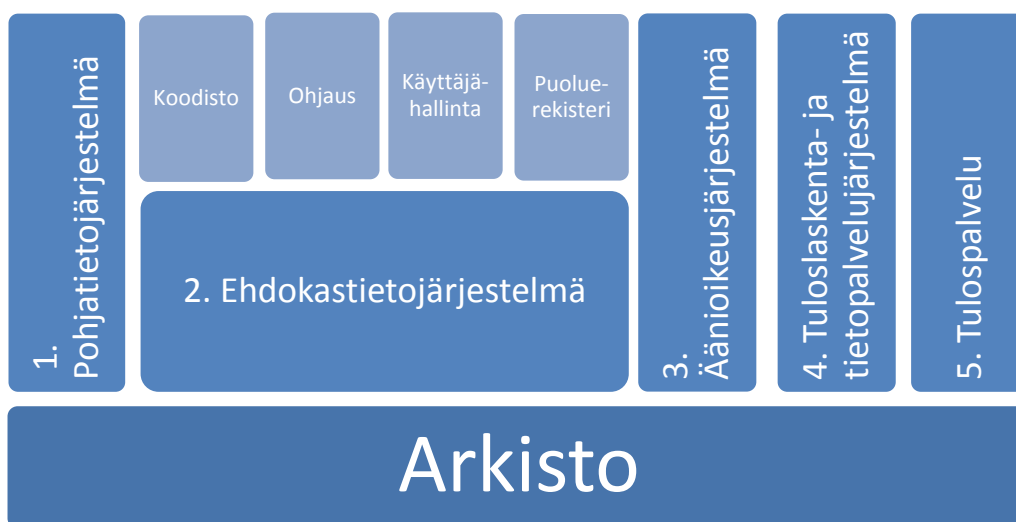 1.
Pohjatietojärjestelmä
Koodisto
Ohjaus
Käyttäjä-
hallinta
Puolue-
rekisteri
2. Ehdokastietojärjestelmä
3.
Äänioikeusjärjestelmä
4. Tuloslaskenta- ja
tietopalvelujärjestelmä
5. Tulospalvelu
Arkisto